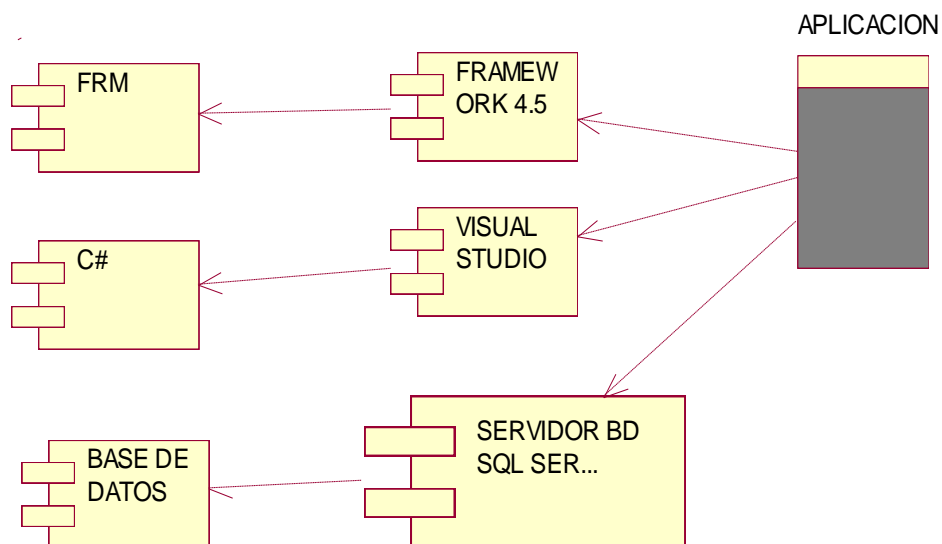 APLICACION
FRM
FRAMEW
ORK 4.5
C#
VISUAL
STUDIO
BASE DE
DATOS
SERVIDOR BD
SQL SER...